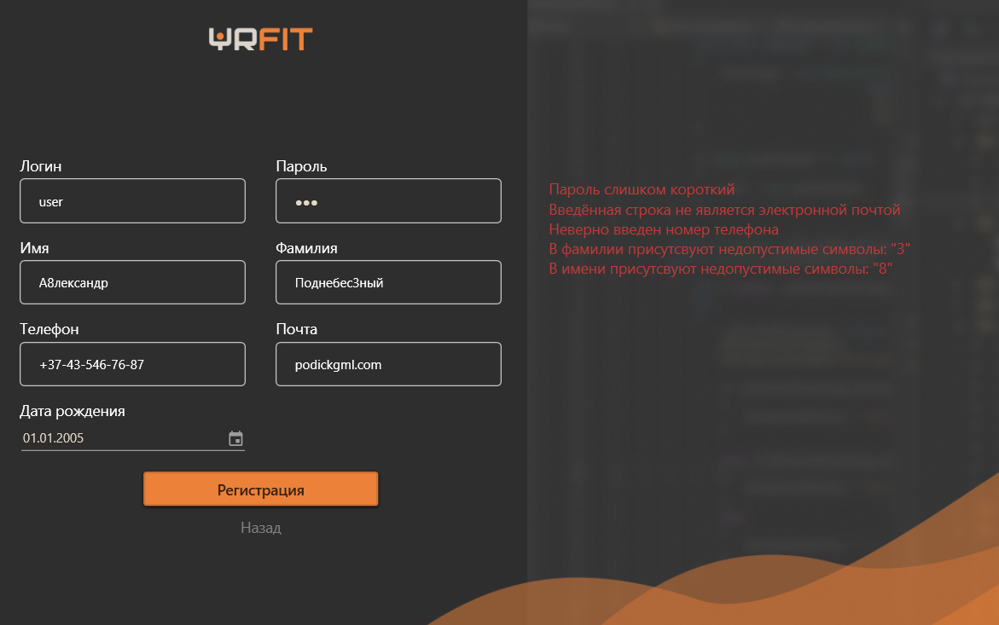 YRFIT
Логин
Пароль
user
•••
Имя
Фамилия
А8лександр
Поднебес3ный
Телефон
Почта
+37-43-546-76-87
podickgml.com
Дата рождения
01.01.2005
Регистрация
Назад
Пароль слишком короткий
Введённая строка не является электронной почтой
Неверно введен номер телефона
В фамилии присутсвуют недопустимые символы: "3"
В имени присутсвуют недопустимые символы: "8"